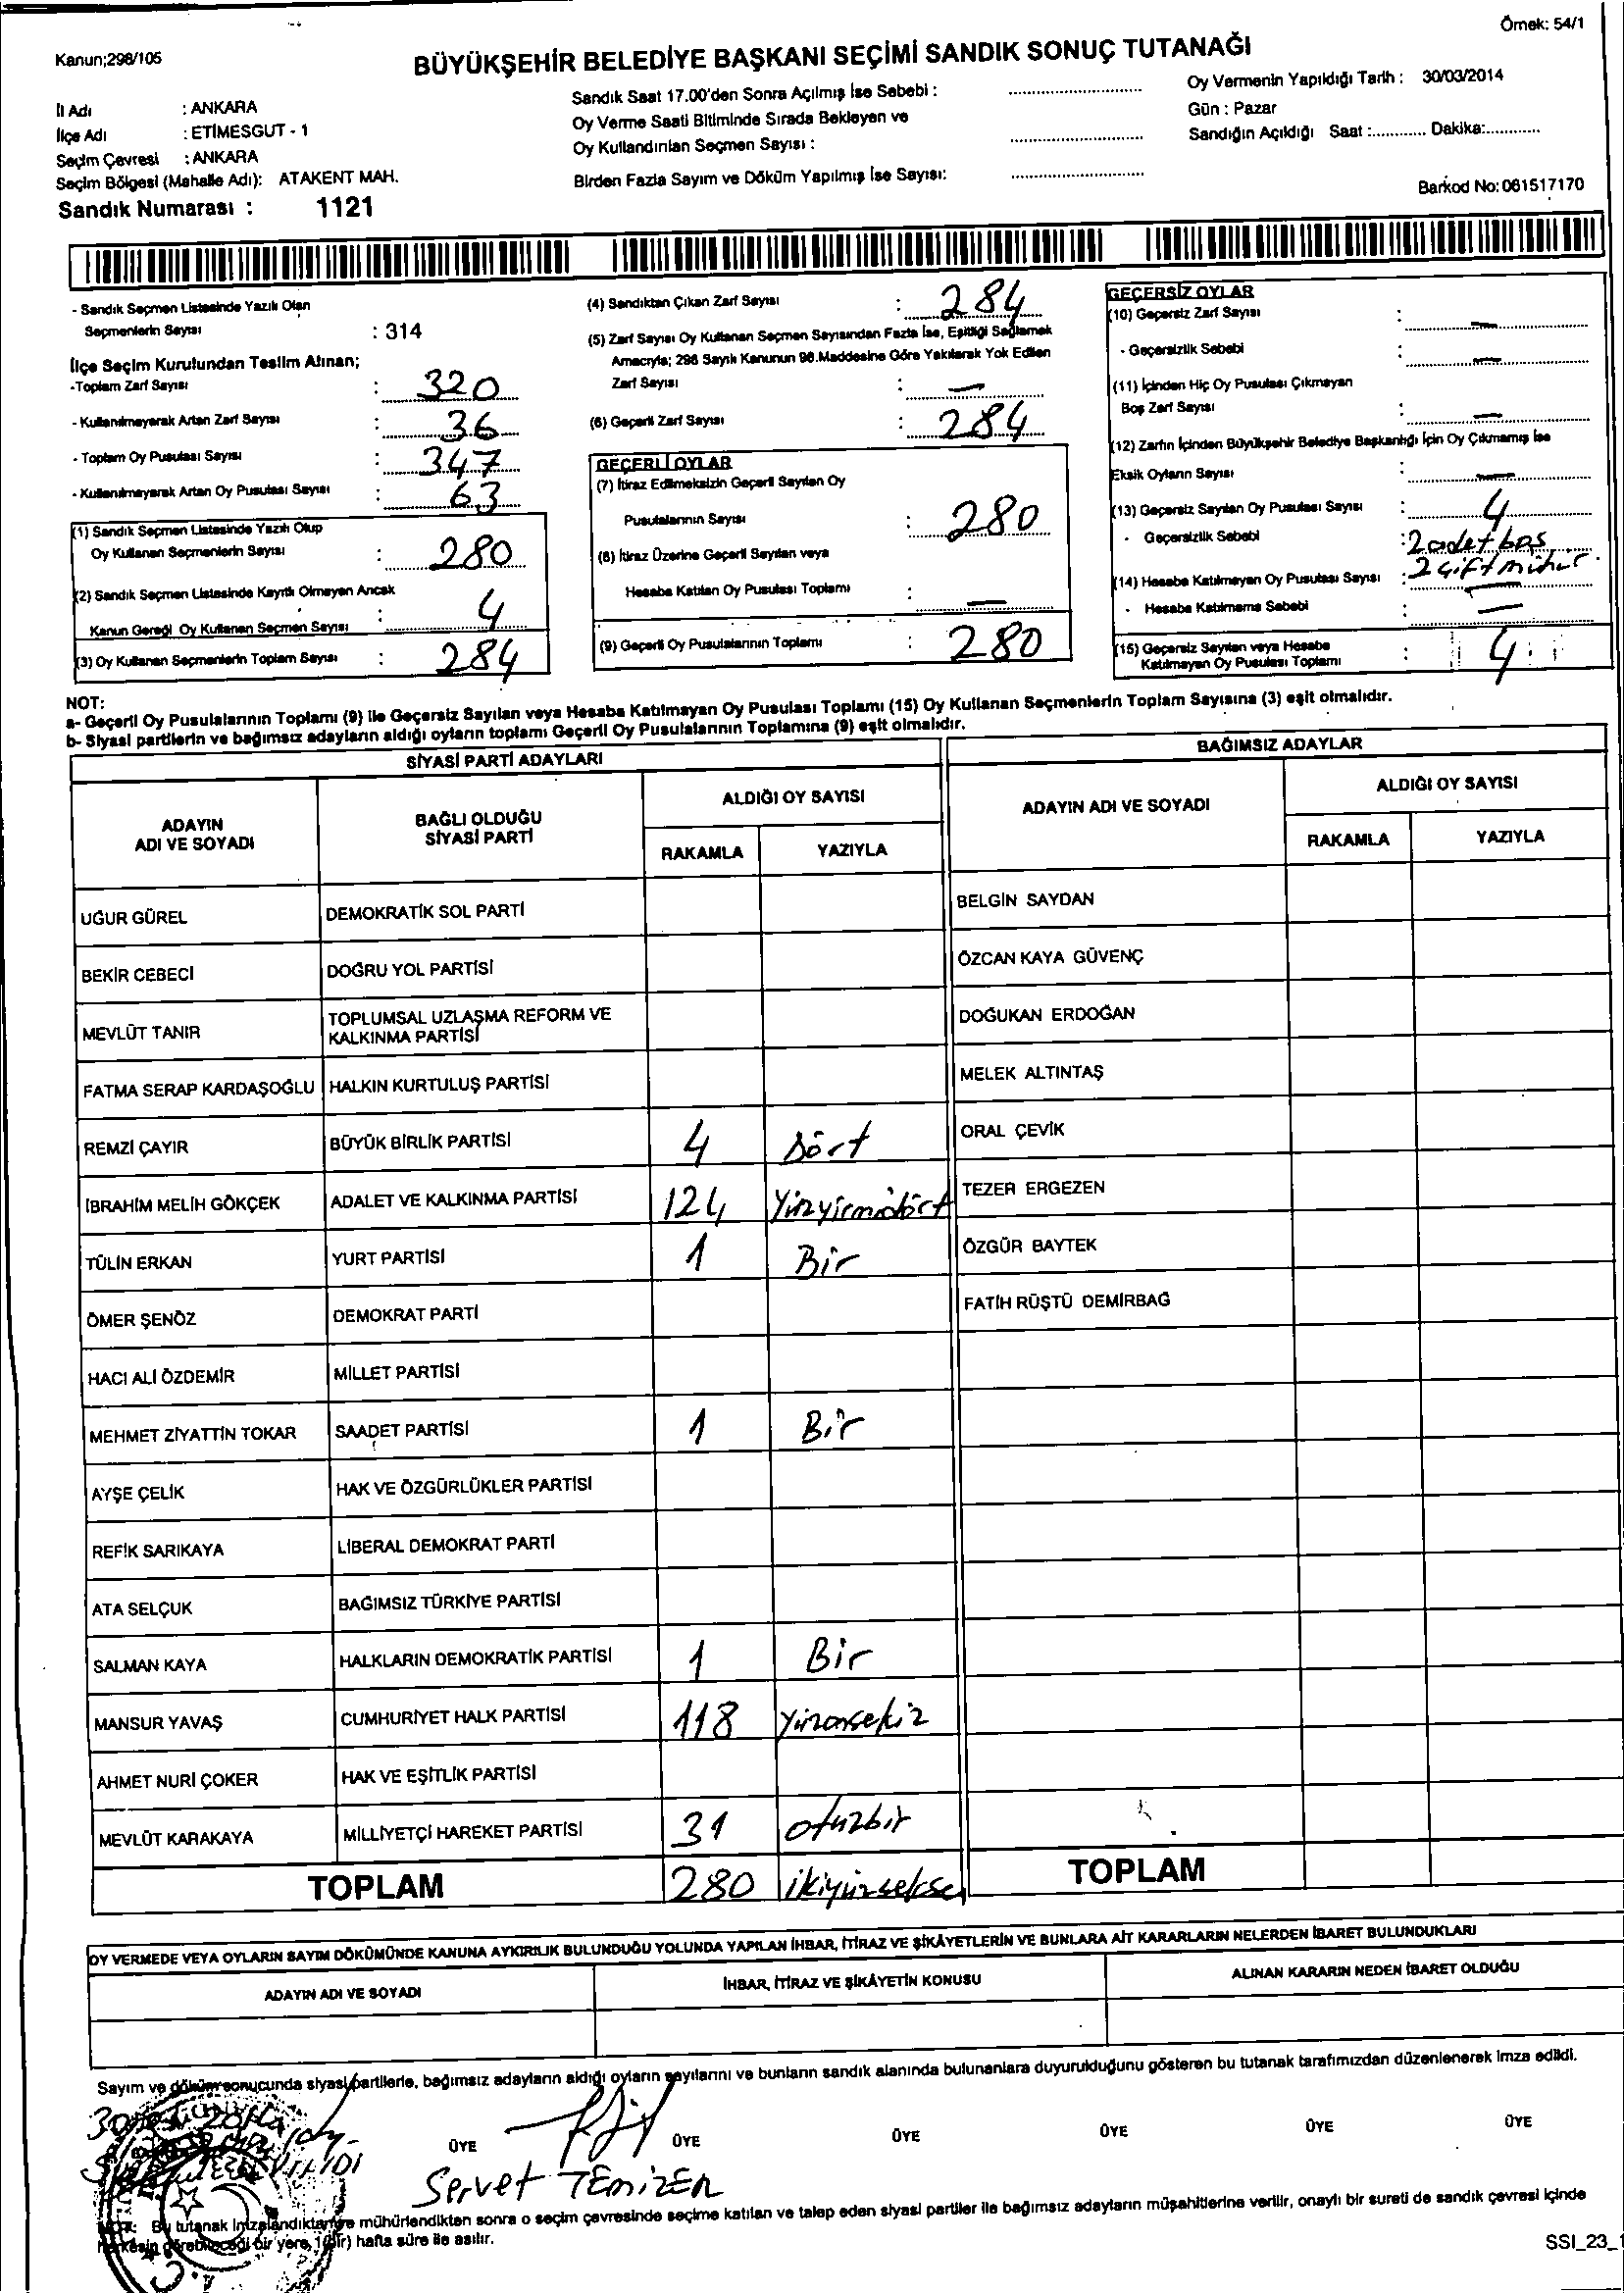 Örnek: 54/1
Kanun;298/105
BÜYÜKŞEHİR BELEDİYE BAŞKANI SEÇİMİ SANDIK SONUÇ TUTANAĞI
İl Adı : ANKARA
İlçe Adı : ETİMESGUT - 1
Seçim Çevresi : ANKARA
Seçim Bölgesi (Mahalle Adı): ATAKENT MAH.
Sandık Numarası : 1121
Sandık Saat 17.00'den Sonra Açılmış İse Sebebi :
Oy Verme Saati Bitiminde Sırada Bekleyen ve
Oy Kullandırılan Seçmen Sayısı :
Birden Fazla Sayım ve Döküm Yapılmış İse Sayısı:
Oy Vermenin Yapıldığı Tarih : 30/03/2014
Gün : Pazar
Sandığın Açıldığı Saat :............ Dakika:............
Barkod No: 061517170
- Sandık Seçmen Listesinde Yazılı Olan
Seçmenlerin Sayısı : 314
İlçe Seçim Kurulundan Teslim Alınan;
-Toplam Zarf Sayısı : 320
- Kullanılmayarak Artan Zarf Sayısı : 36
- Toplam Oy Pusulası Sayısı : 347
- Kullanılmayarak Artan Oy Pusulası Sayısı : 63
(1) Sandık Seçmen Listesinde Yazılı Olup
Oy Kullanan Seçmenlerin Sayısı : 280
(2) Sandık Seçmen Listesinde Kayıtlı Olmayan Ancak
Kanun Gereği Oy Kullanan Seçmen Sayısı : 4
(3) Oy Kullanan Seçmenlerin Toplam Sayısı : 284
(4) Sandıktan Çıkan Zarf Sayısı : 284
(5) Zarf Sayısı Oy Kullanan Seçmen Sayısından Fazla İse, Eşitliği Sağlamak
Amacıyla; 298 Sayılı Kanunun 98.Maddesine Göre Yakılarak Yok Edilen
Zarf Sayısı : —
(6) Geçerli Zarf Sayısı : 284
GEÇERLİ OYLAR
(7) İtiraz Edilmeksizin Geçerli Sayılan Oy
Pusulalarının Sayısı : 280
(8) İtiraz Üzerine Geçerli Sayılan veya
Hesaba Katılan Oy Pusulası Toplamı : —
(9) Geçerli Oy Pusulalarının Toplamı : 280
GEÇERSİZ OYLAR
(10) Geçersiz Zarf Sayısı : —
- Geçersizlik Sebebi : —
(11) İçinden Hiç Oy Pusulası Çıkmayan
Boş Zarf Sayısı : —
(12) Zarfın İçinden Büyükşehir Belediye Başkanlığı İçin Oy Çıkmamış İse
Eksik Oyların Sayısı : —
(13) Geçersiz Sayılan Oy Pusulası Sayısı : 4
- Geçersizlik Sebebi : 2 adet boş
2 çift mühür
(14) Hesaba Katılmayan Oy Pusulası Sayısı : —
- Hesaba Katılmama Sebebi : —
(15) Geçersiz Sayılan veya Hesaba
Katılmayan Oy Pusulası Toplamı : 4
NOT:
a- Geçerli Oy Pusulalarının Toplamı (9) ile Geçersiz Sayılan veya Hesaba Katılmayan Oy Pusulası Toplamı (15) Oy Kullanan Seçmenlerin Toplam Sayısına (3) eşit olmalıdır.
b- Siyasi partilerin ve bağımsız adayların aldığı oyların toplamı Geçerli Oy Pusulalarının Toplamına (9) eşit olmalıdır.
SİYASİ PARTİ ADAYLARI
ADAYIN ADI VE SOYADI
BAĞLI OLDUĞU SİYASİ PARTİ
ALDIĞI OY SAYISI
RAKAMLA YAZIYLA
UĞUR GÜREL DEMOKRATİK SOL PARTİ
BEKİR CEBECİ DOĞRU YOL PARTİSİ
MEVLÜT TANIR TOPLUMSAL UZLAŞMA REFORM VE
KALKINMA PARTİSİ
FATMA SERAP KARDAŞOĞLU HALKIN KURTULUŞ PARTİSİ
REMZİ ÇAYIR BÜYÜK BİRLİK PARTİSİ 4 Dört
İBRAHİM MELİH GÖKÇEK ADALET VE KALKINMA PARTİSİ 124 Yüzyirmidört
TÜLİN ERKAN YURT PARTİSİ 1 Bir
ÖMER ŞENÖZ DEMOKRAT PARTİ
HACI ALİ ÖZDEMİR MİLLET PARTİSİ
MEHMET ZİYATTİN TOKAR SAADET PARTİSİ 1 Bir
AYŞE ÇELİK HAK VE ÖZGÜRLÜKLER PARTİSİ
REFİK SARIKAYA LİBERAL DEMOKRAT PARTİ
ATA SELÇUK BAĞIMSIZ TÜRKİYE PARTİSİ
SALMAN KAYA HALKLARIN DEMOKRATİK PARTİSİ 1 Bir
MANSUR YAVAŞ CUMHURİYET HALK PARTİSİ 118 Yüzonsekiz
AHMET NURİ ÇOKER HAK VE EŞİTLİK PARTİSİ
MEVLÜT KARAKAYA MİLLİYETÇİ HAREKET PARTİSİ 31 otuzbir
TOPLAM 280 ikiyüzseksen
BAĞIMSIZ ADAYLAR
ADAYIN ADI VE SOYADI
ALDIĞI OY SAYISI
RAKAMLA YAZIYLA
BELGİN SAYDAN
ÖZCAN KAYA GÜVENÇ
DOĞUKAN ERDOĞAN
MELEK ALTINTAŞ
ORAL ÇEVİK
TEZER ERGEZEN
ÖZGÜR BAYTEK
FATİH RÜŞTÜ DEMİRBAĞ
TOPLAM
OY VERMEDE VEYA OYLARIN SAYIM DÖKÜMÜNDE KANUNA AYKIRILIK BULUNDUĞU YOLUNDA YAPILAN İHBAR, İTİRAZ VE ŞİKÂYETLERİN VE BUNLARA AİT KARARLARIN NELERDEN İBARET BULUNDUKLARI
ADAYIN ADI VE SOYADI İHBAR, İTİRAZ VE ŞİKÂYETİN KONUSU ALINAN KARARIN NEDEN İBARET OLDUĞU
Sayım ve döküm sonucunda siyasi partilerle, bağımsız adayların aldığı oyların sayılarını ve bunların sandık alanında bulunanlara duyurulduğunu gösteren bu tutanak tarafımızdan düzenlenerek imza edildi.
ÜYE ÜYE ÜYE ÜYE ÜYE ÜYE
Servet TEMİZER
NOT: Bu tutanak imzalandıktan ve mühürlendikten sonra o seçim çevresinde seçime katılan ve talep eden siyasi partiler ile bağımsız adayların müşahitlerine verilir, onaylı bir sureti de sandık çevresi içinde
herkesin görebileceği bir yere, 1(Bir) hafta süre ile asılır.
SSI_23_1